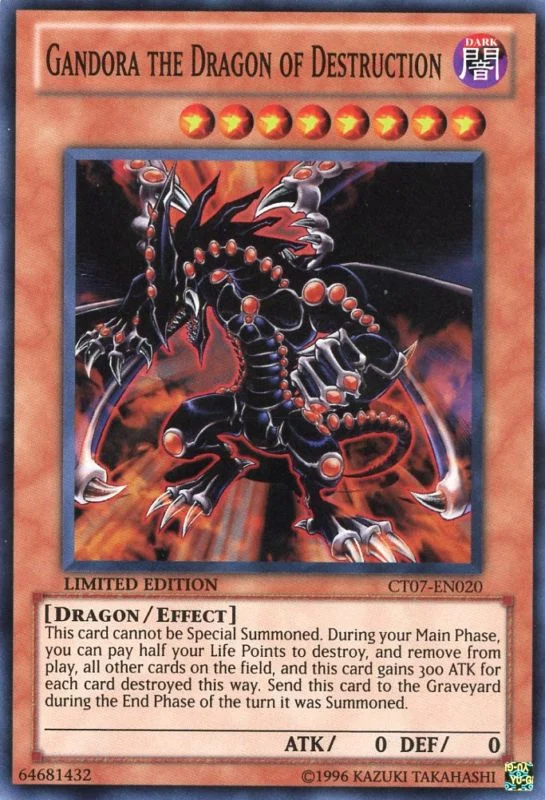 GANDORA THE DRAGON OF DESTRUCTION
DARK
闇
LIMITED EDITION
CT07-EN020
[DRAGON/EFFECT]
This card cannot be Special Summoned. During your Main Phase,
you can pay half your Life Points to destroy, and remove from
play, all other cards on the field, and this card gains 300 ATK for
each card destroyed this way. Send this card to the Graveyard
during the End Phase of the turn it was Summoned.
ATK/ 0 DEF/ 0
64681432
©1996 KAZUKI TAKAHASHI